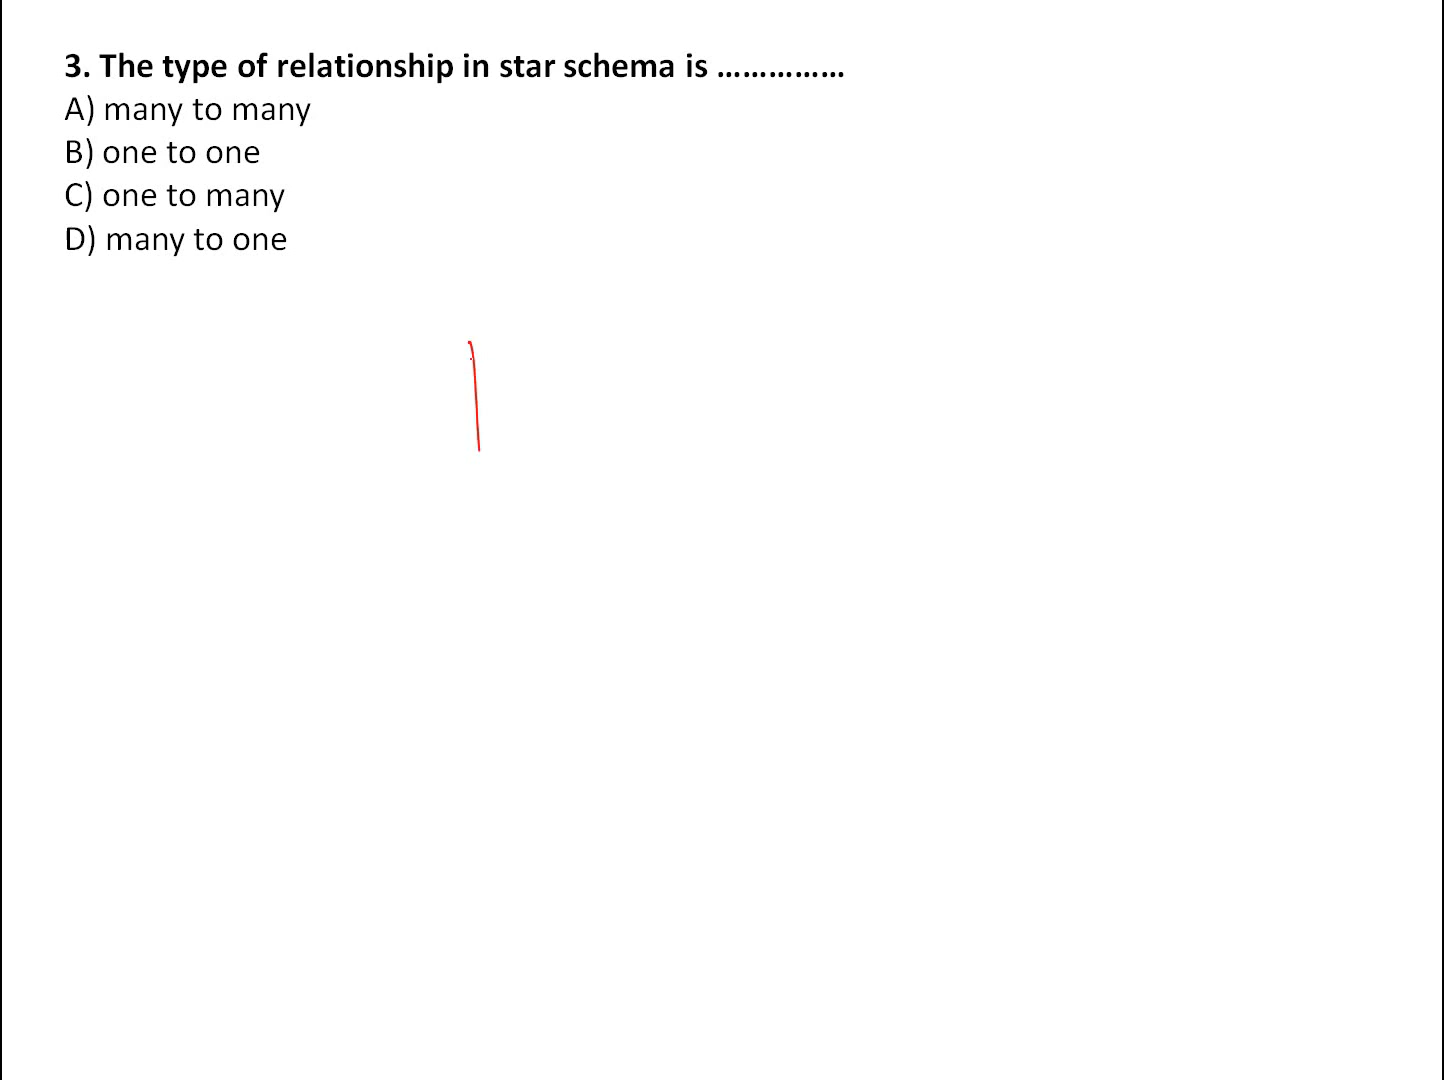 3. The type of relationship in star schema is ……………
A) many to many
B) one to one
C) one to many
D) many to one